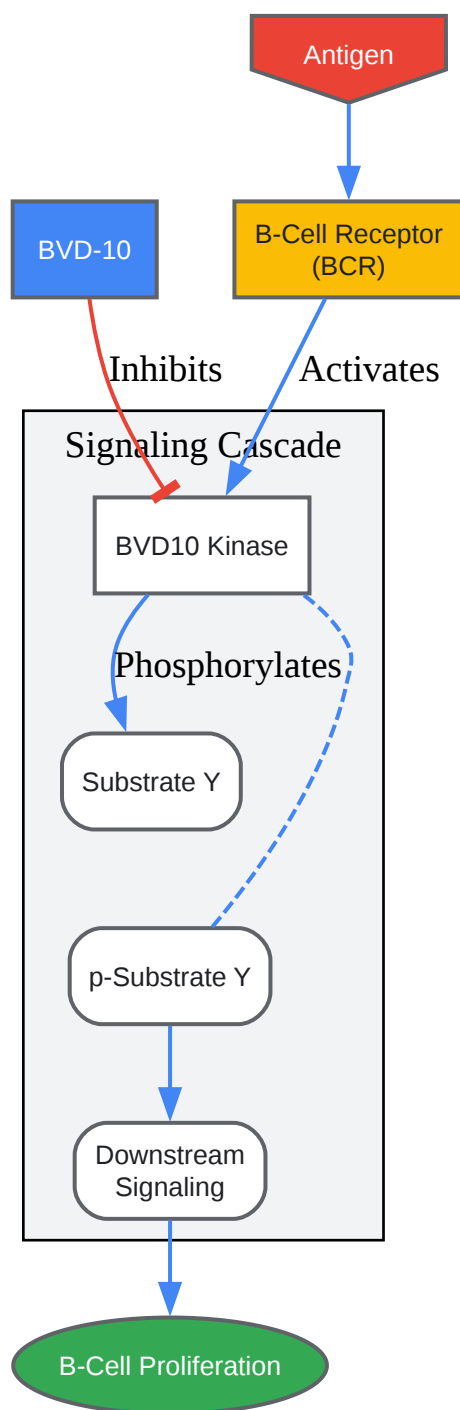 Antigen
BVD-10
B-Cell Receptor
(BCR)
Inhibits
Activates
Signaling Cascade
BVD10 Kinase
Phosphorylates
Substrate Y
p-Substrate Y
Downstream
Signaling
B-Cell Proliferation